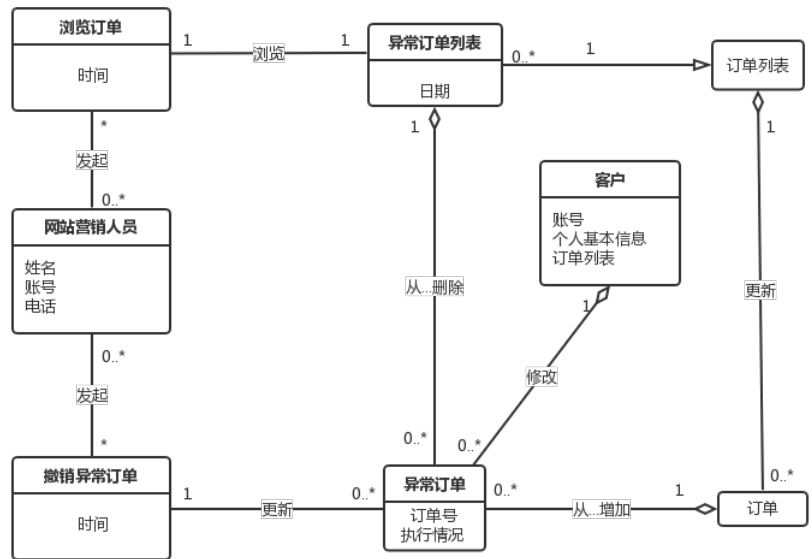 浏览订单
时间
1
浏览
1
异常订单列表
日期
0..*
1
订单列表
*
发起
0..*
1
1
客户
账号
个人基本信息
订单列表
网站营销人员
姓名
账号
电话
从...删除
1
更新
0..*
发起
*
修改
0..*
0..*
撤销异常订单
时间
1
更新
0..*
异常订单
订单号
执行情况
0..*
从...增加
1
0..*
订单